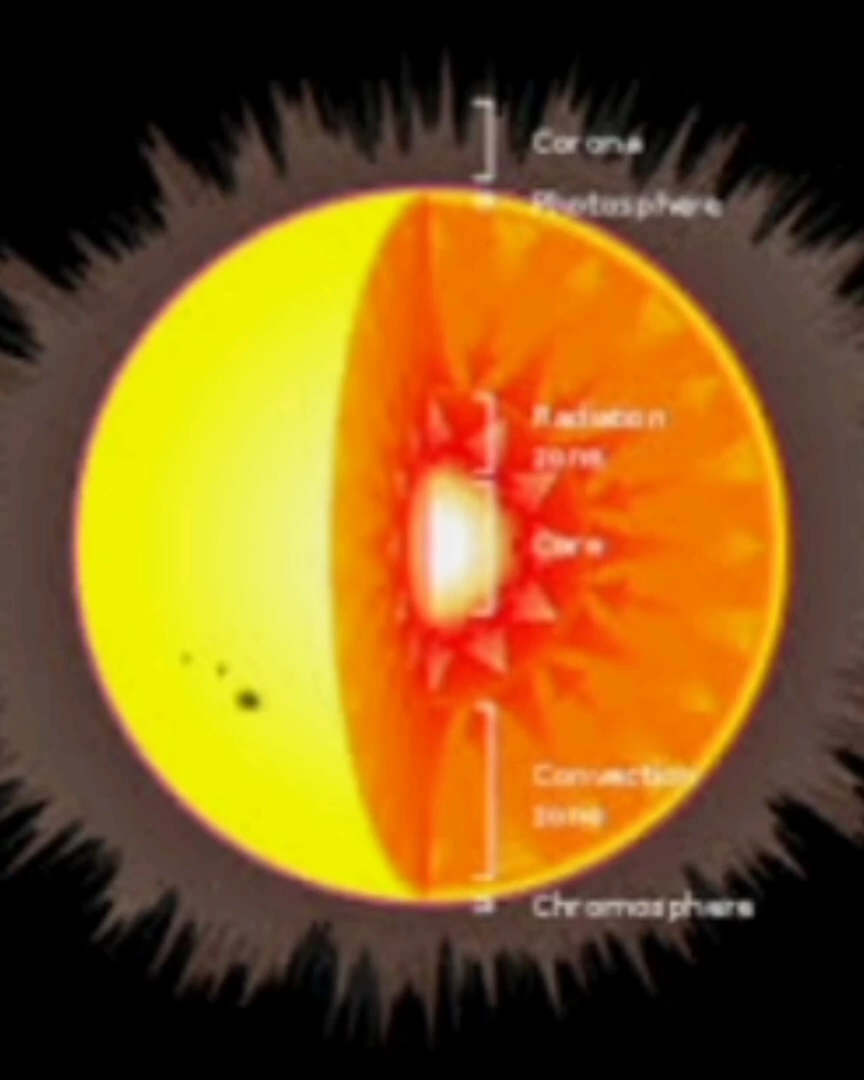 Corona
Photosphere
Radiation
zone
Core
Convection
zone
Chromosphere